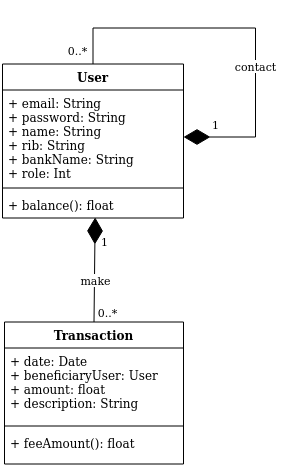 0..*
User
contact
+ email: String
+ password: String
+ name: String
+ rib: String
+ bankName: String
+ role: Int
1
+ balance(): float
1
make
0..*
Transaction
+ date: Date
+ beneficiaryUser: User
+ amount: float
+ description: String
+ feeAmount(): float